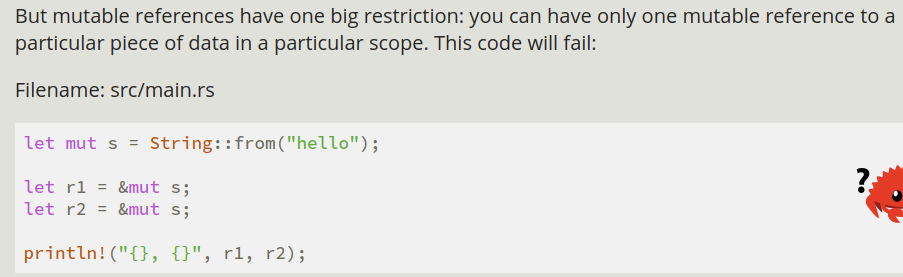 But mutable references have one big restriction: you can have only one mutable reference to a
particular piece of data in a particular scope. This code will fail:
Filename: src/main.rs
let mut s = String::from("hello");
let r1 = &mut s;
let r2 = &mut s;
println!("{}, {}", r1, r2);
?